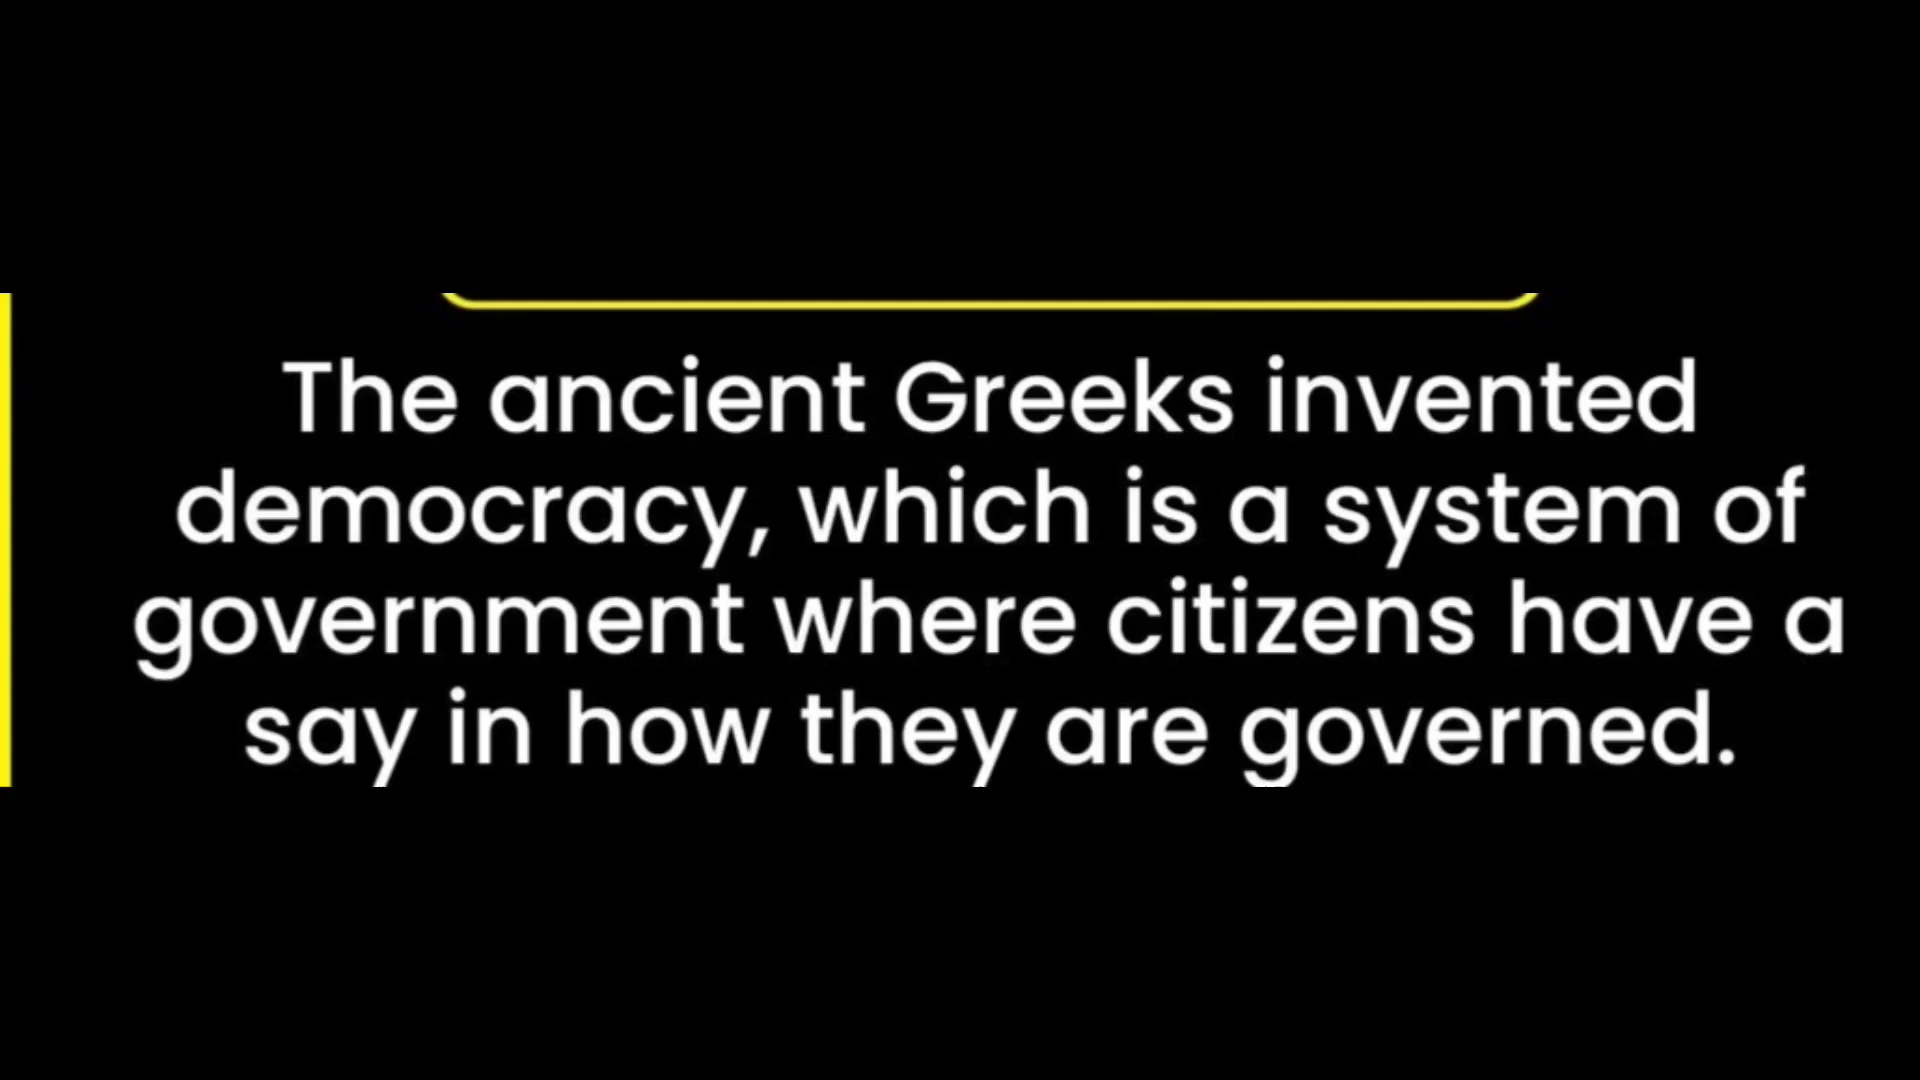 The ancient Greeks invented
democracy, which is a system of
government where citizens have a
say in how they are governed.